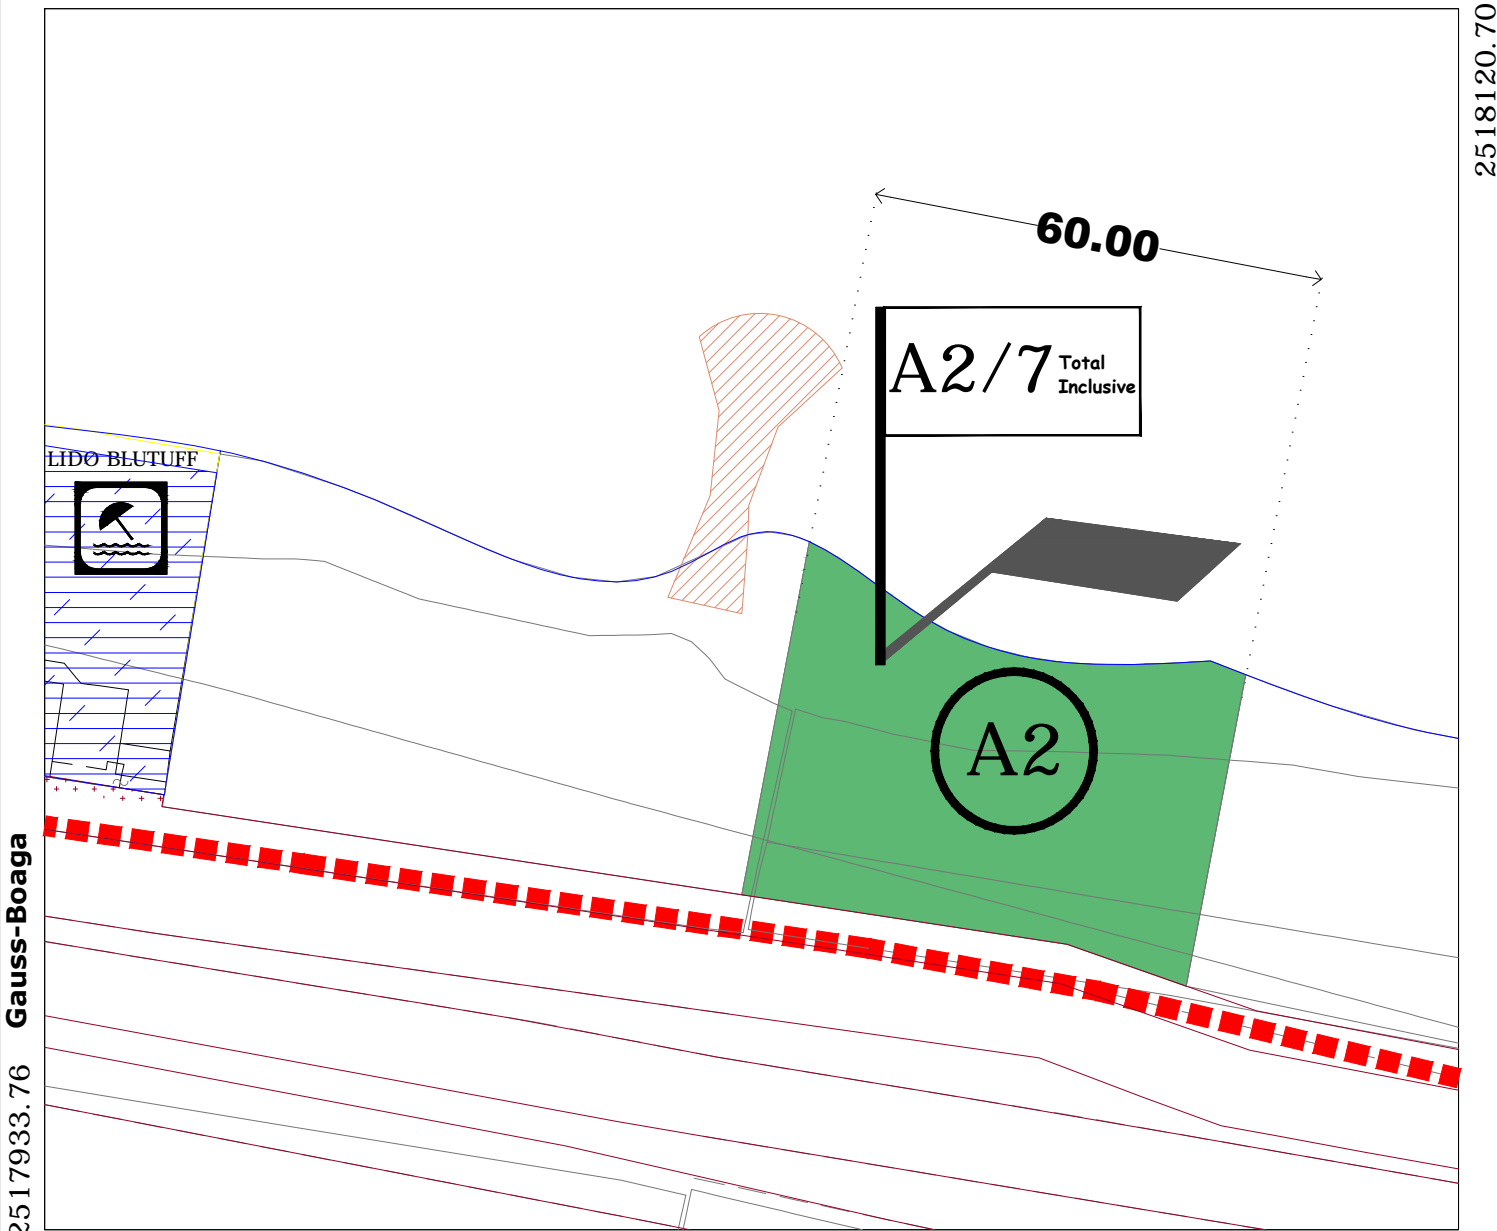 2518120.70
60.00
A2/7
Total
Inclusive
LIDO BLUTUFF
A2
Gauss-Boaga
2517933.76